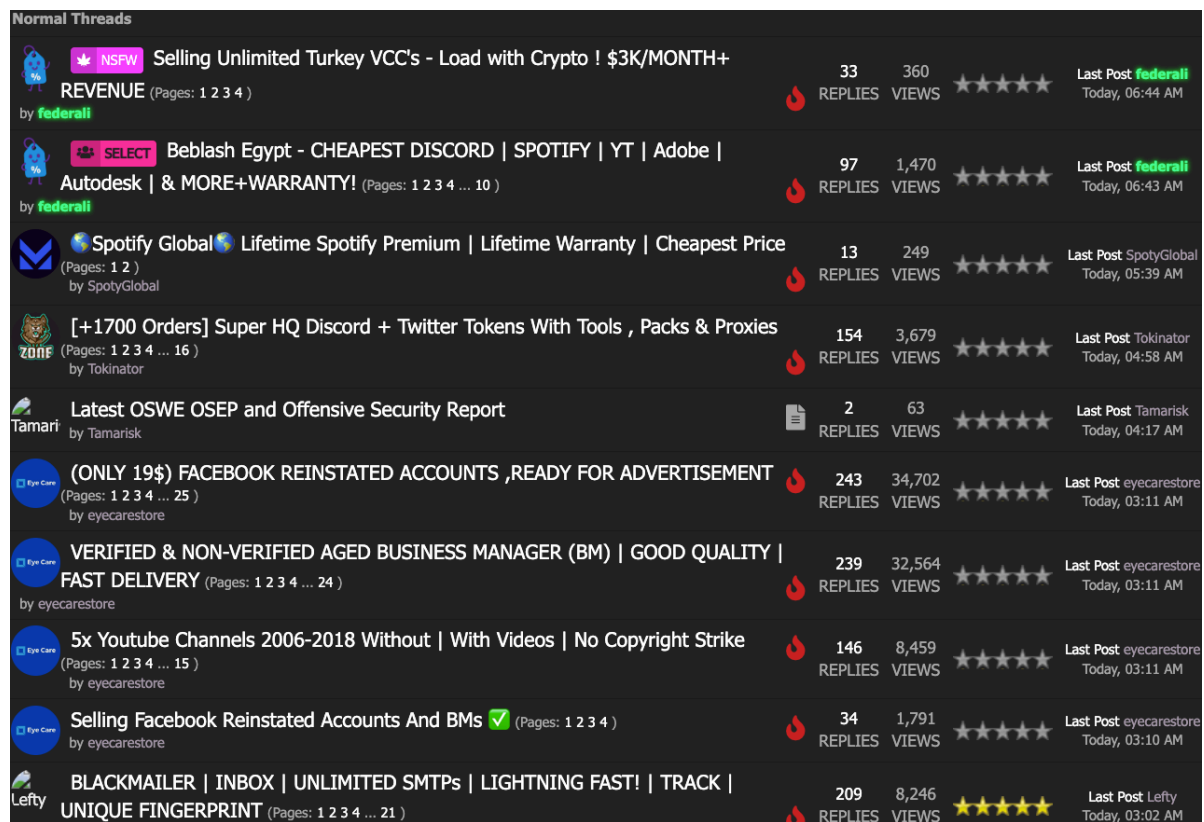 Normal Threads
NSFW Selling Unlimited Turkey VCC's - Load with Crypto ! $3K/MONTH+
REVENUE (Pages: 1 2 3 4 )
by federali
33 REPLIES
360 VIEWS
Last Post federali
Today, 06:44 AM
%
SELECT Beblash Egypt - CHEAPEST DISCORD | SPOTIFY | YT | Adobe |
Autodesk | & MORE+WARRANTY! (Pages: 1 2 3 4 ... 10 )
by federali
97 REPLIES
1,470 VIEWS
Last Post federali
Today, 06:43 AM
%
🌎Spotify Global🌎 Lifetime Spotify Premium | Lifetime Warranty | Cheapest Price
(Pages: 1 2 )
by SpotyGlobal
13 REPLIES
249 VIEWS
Last Post SpotyGlobal
Today, 05:39 AM
[+1700 Orders] Super HQ Discord + Twitter Tokens With Tools , Packs & Proxies
ZONE
(Pages: 1 2 3 4 ... 16 )
by Tokinator
154 REPLIES
3,679 VIEWS
Last Post Tokinator
Today, 04:58 AM
Latest OSWE OSEP and Offensive Security Report
Tamari
by Tamarisk
2 REPLIES
63 VIEWS
Last Post Tamarisk
Today, 04:17 AM
(ONLY 19$) FACEBOOK REINSTATED ACCOUNTS ,READY FOR ADVERTISEMENT
Eye Care
(Pages: 1 2 3 4 ... 25 )
by eyecarestore
243 REPLIES
34,702 VIEWS
Last Post eyecarestore
Today, 03:11 AM
VERIFIED & NON-VERIFIED AGED BUSINESS MANAGER (BM) | GOOD QUALITY |
Eye Care
FAST DELIVERY (Pages: 1 2 3 4 ... 24 )
by eyecarestore
239 REPLIES
32,564 VIEWS
Last Post eyecarestore
Today, 03:11 AM
5x Youtube Channels 2006-2018 Without | With Videos | No Copyright Strike
Eye Care
(Pages: 1 2 3 4 ... 15 )
by eyecarestore
146 REPLIES
8,459 VIEWS
Last Post eyecarestore
Today, 03:11 AM
Selling Facebook Reinstated Accounts And BMs ✅ (Pages: 1 2 3 4 )
Eye Care
by eyecarestore
34 REPLIES
1,791 VIEWS
Last Post eyecarestore
Today, 03:10 AM
BLACKMAILER | INBOX | UNLIMITED SMTPs | LIGHTNING FAST! | TRACK |
Lefty
UNIQUE FINGERPRINT (Pages: 1 2 3 4 ... 21 )
209 REPLIES
8,246 VIEWS
Last Post Lefty
Today, 03:02 AM